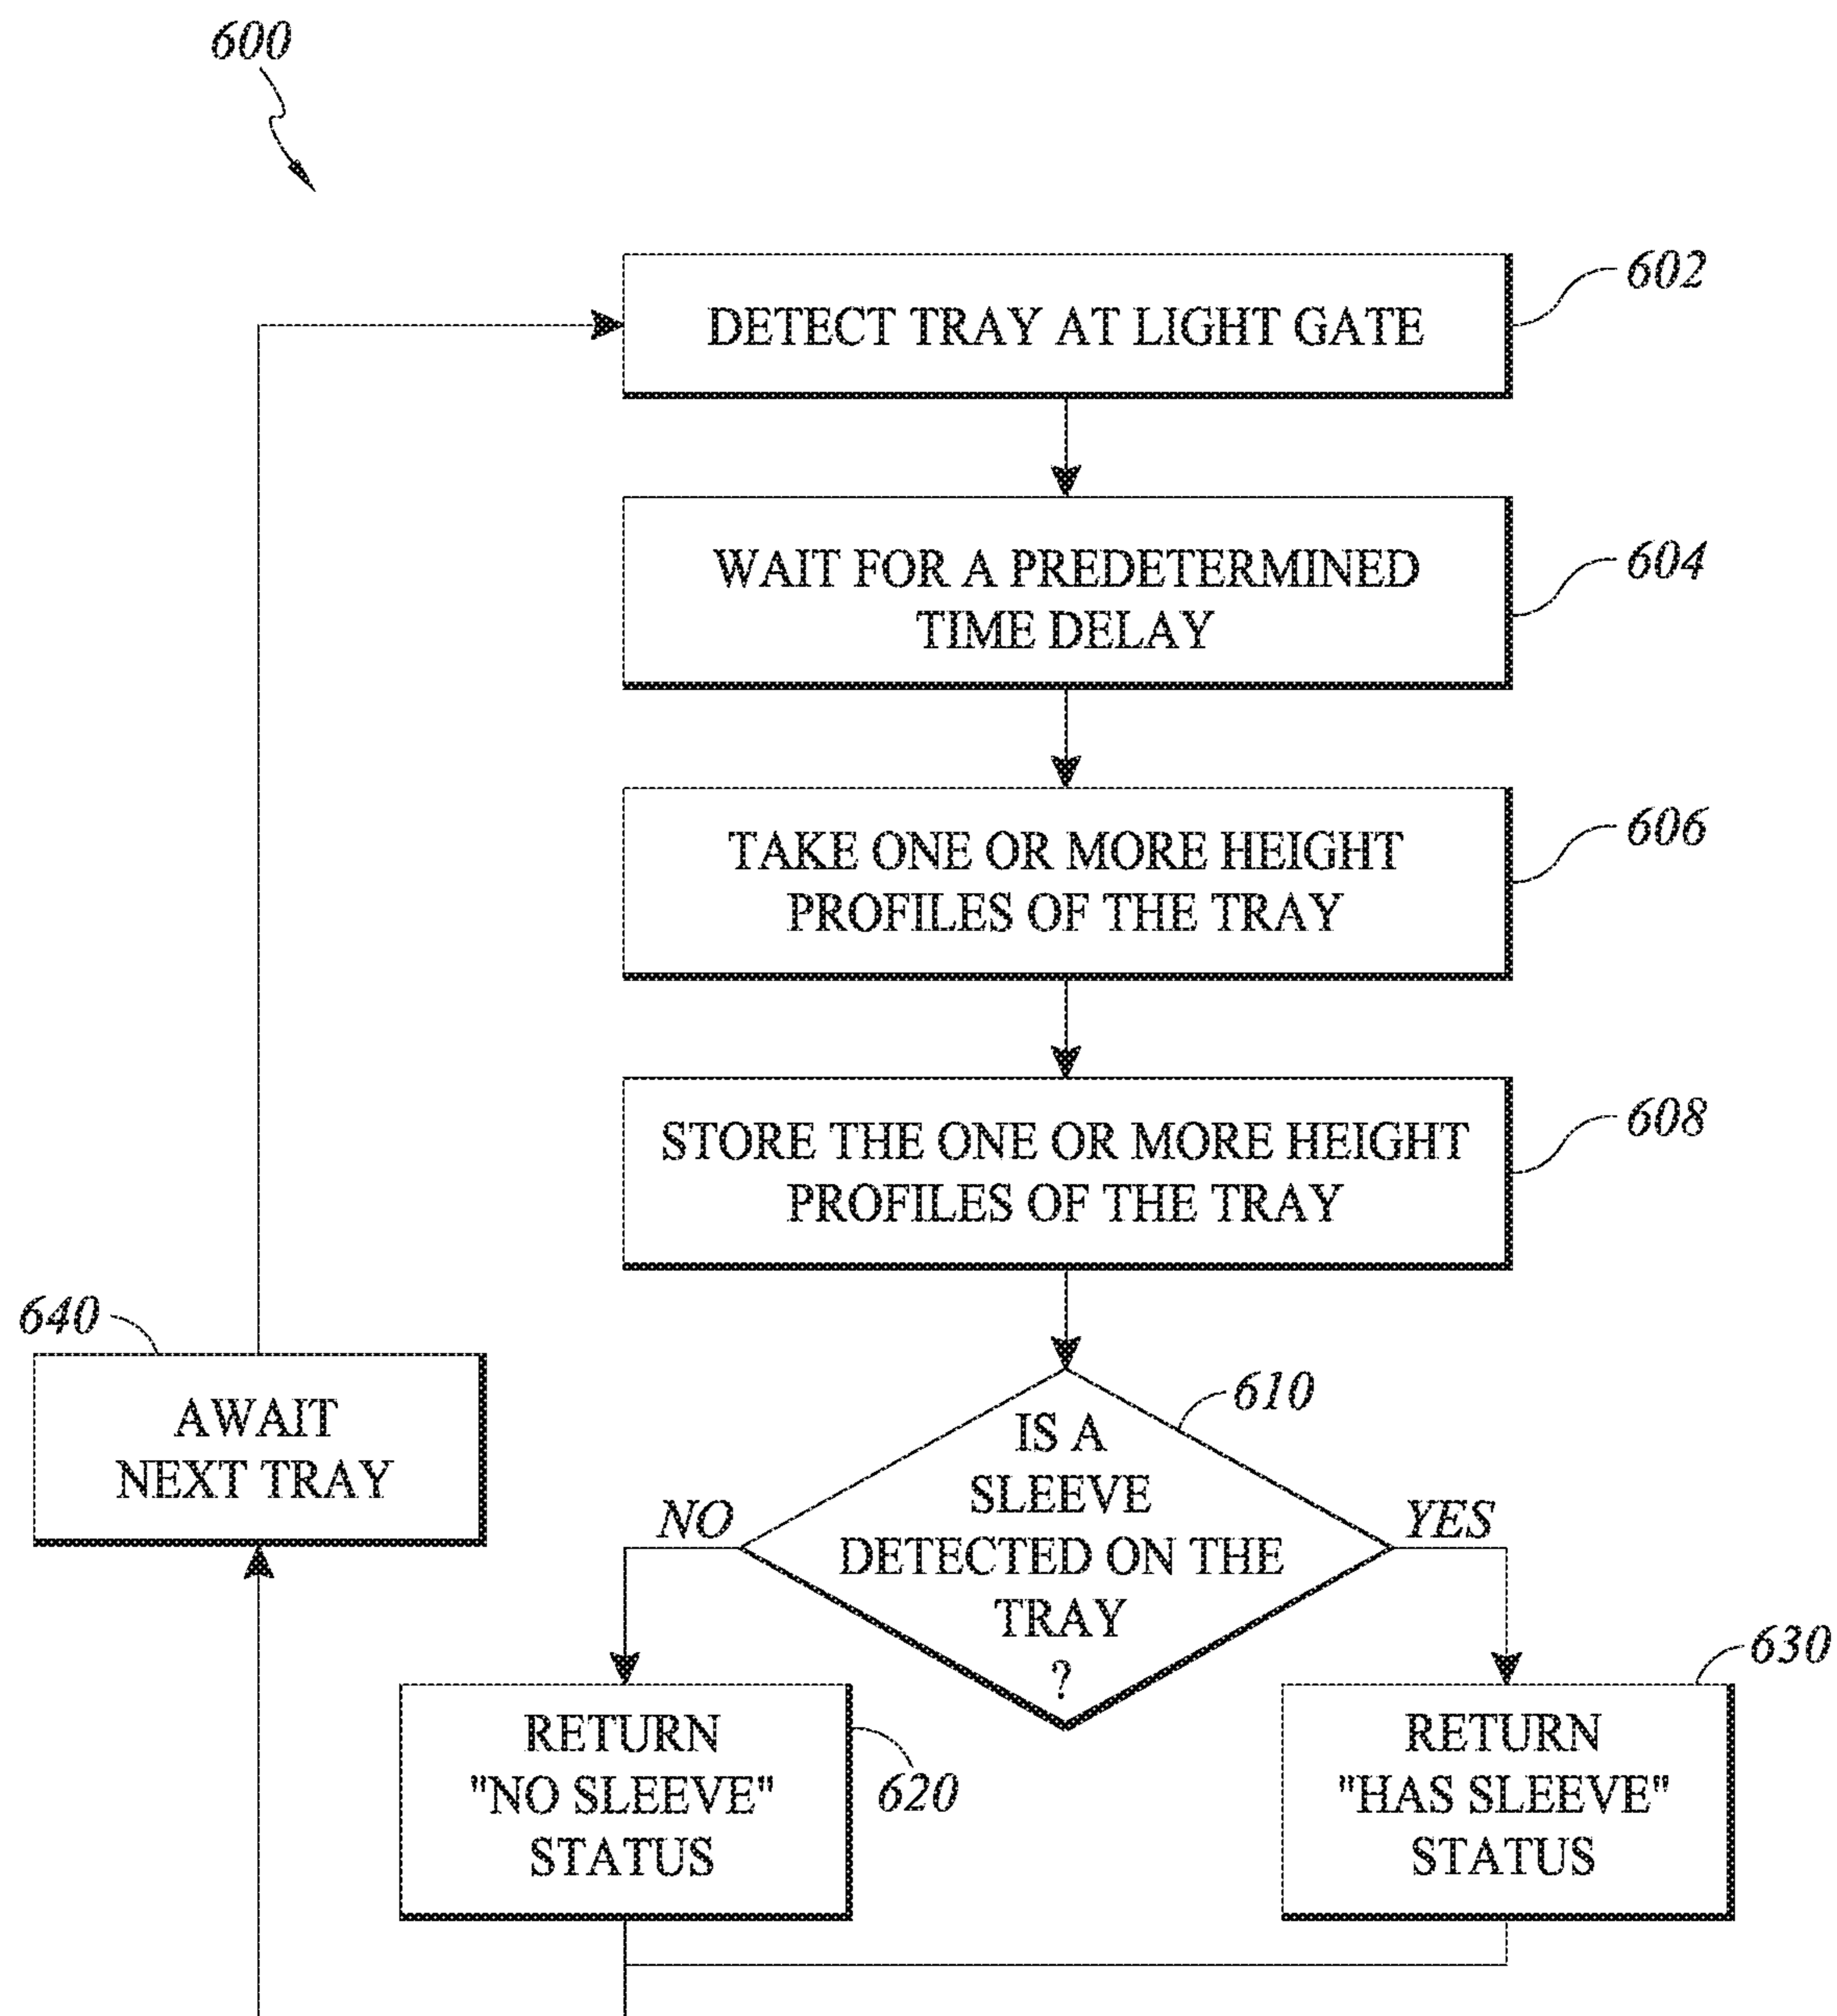 600
602
DETECT TRAY AT LIGHT GATE
604
WAIT FOR A PREDETERMINED
TIME DELAY
606
TAKE ONE OR MORE HEIGHT
PROFILES OF THE TRAY
608
STORE THE ONE OR MORE HEIGHT
PROFILES OF THE TRAY
640
AWAIT
NEXT TRAY
610
IS A
SLEEVE
DETECTED ON THE
TRAY
?
NO
YES
620
RETURN
"NO SLEEVE"
STATUS
630
RETURN
"HAS SLEEVE"
STATUS